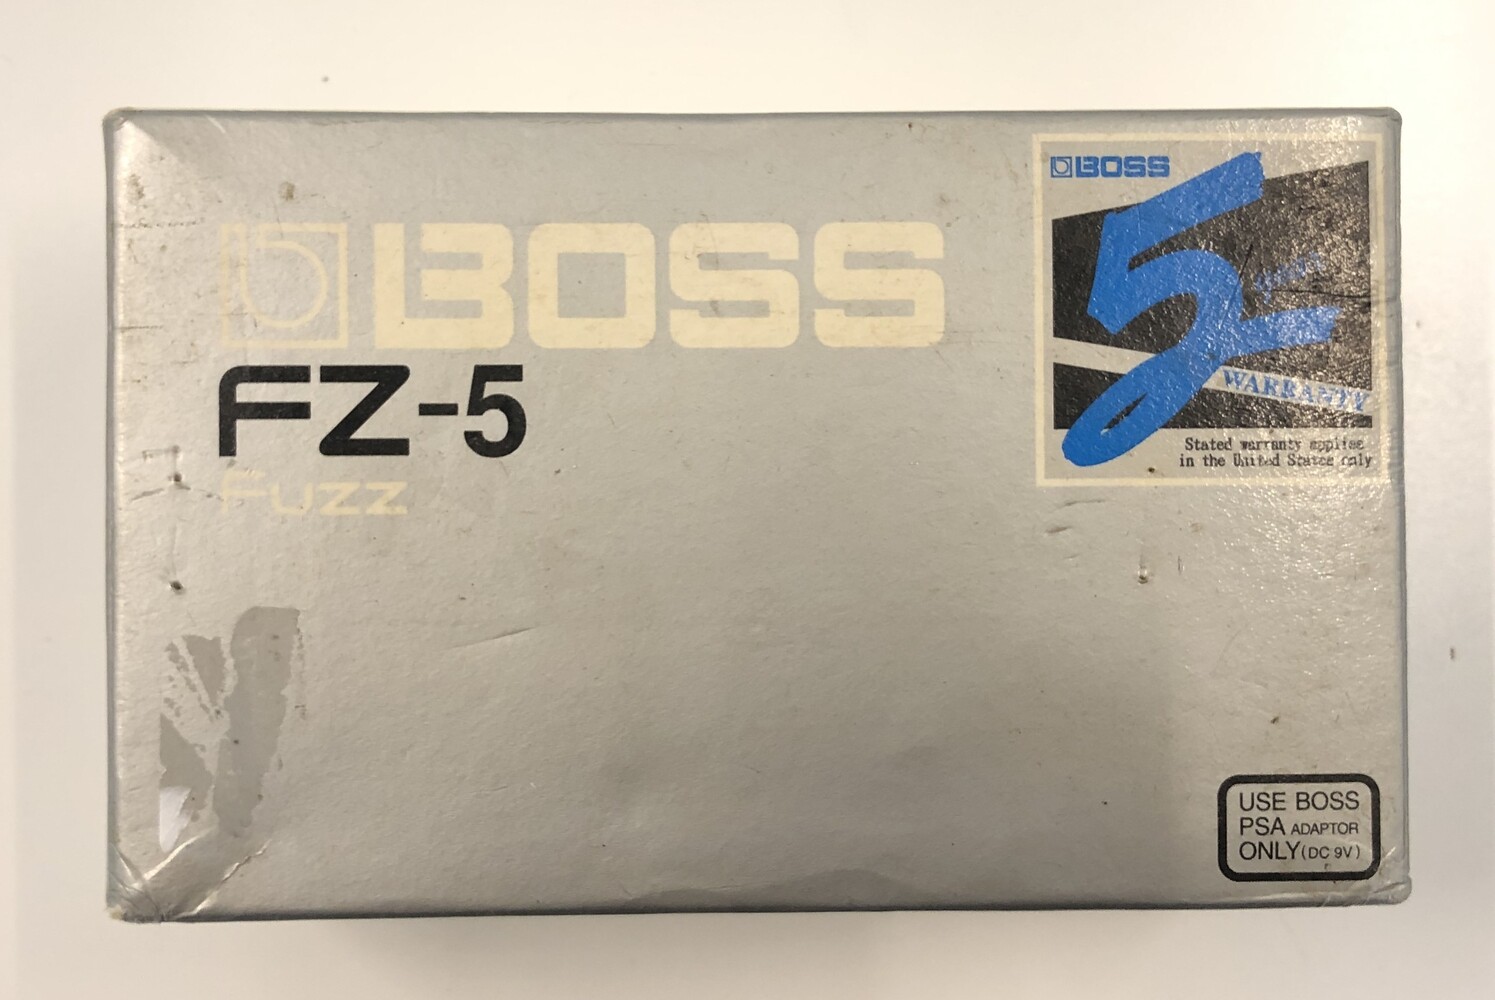 BOSS
FZ-5
Fuzz
BOSS
5
year
WARRANTY
Stated warranty applies
in the United States only
USE BOSS
PSA ADAPTOR
ONLY (DC 9V)